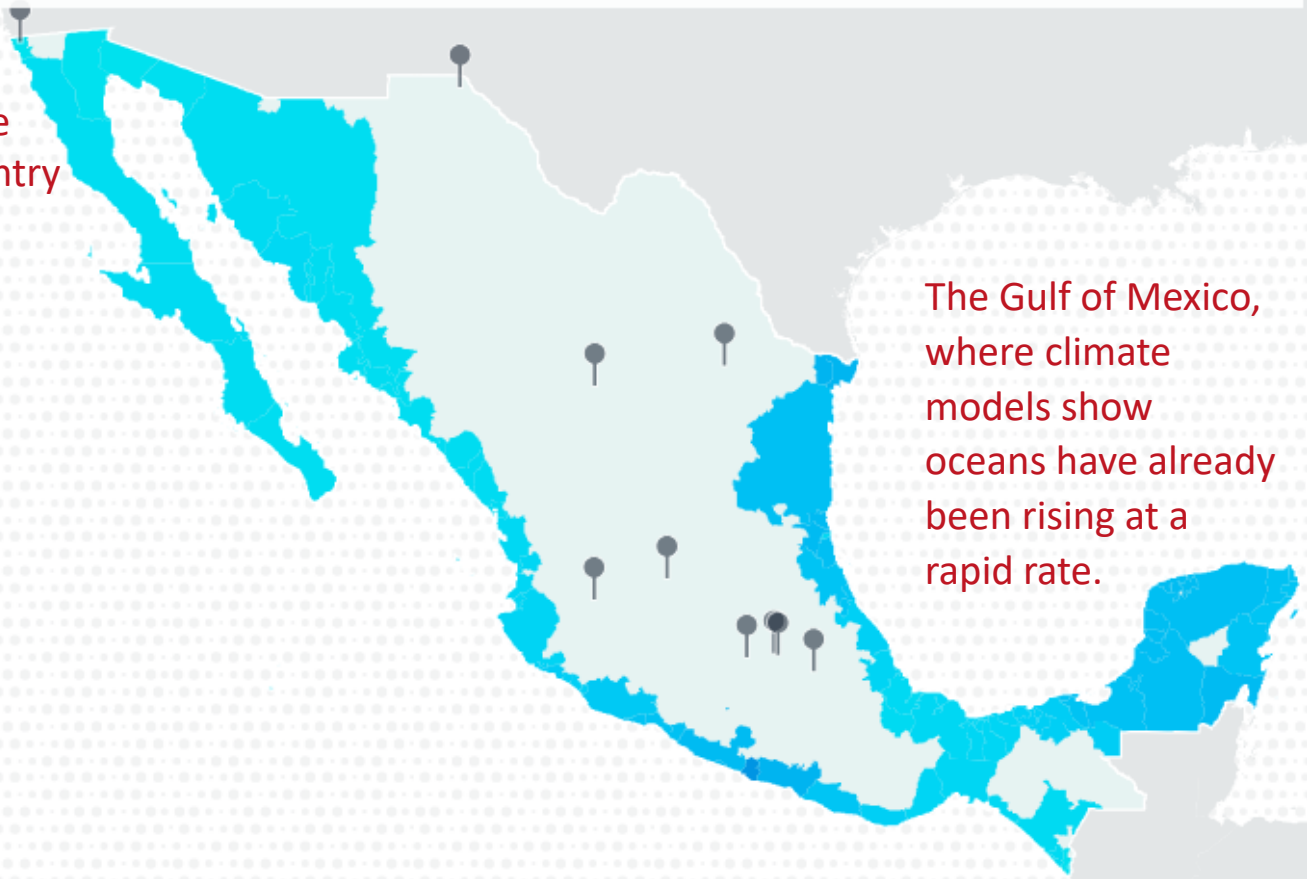 The Gulf of Mexico,
where climate
models show
oceans have already
been rising at a
rapid rate.